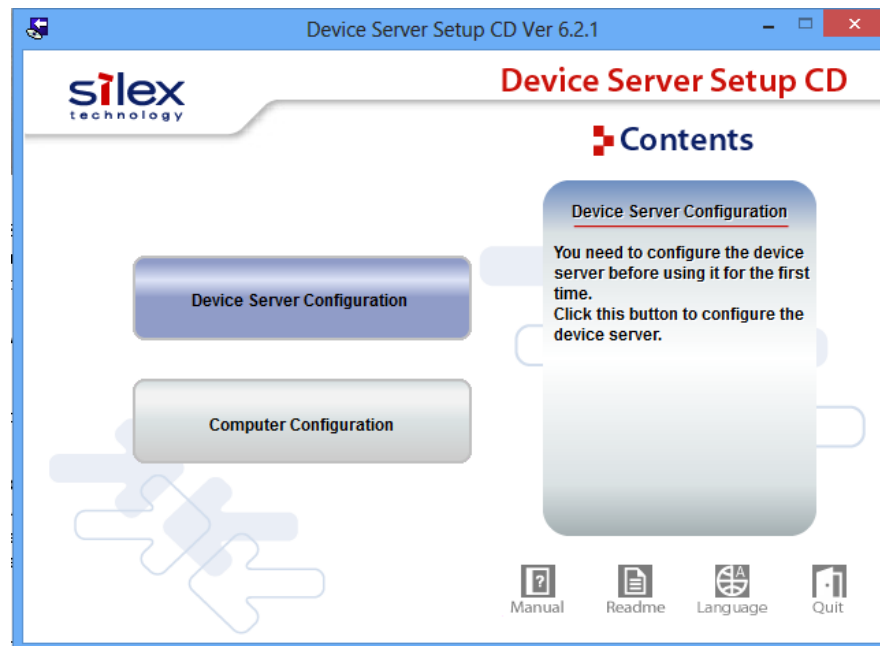 Device Server Setup CD Ver 6.2.1
silex
technology
Device Server Setup CD
Contents
Device Server Configuration
Computer Configuration
Device Server Configuration
You need to configure the device
server before using it for the first
time.
Click this button to configure the
device server.
?
A
Manual Readme Language Quit